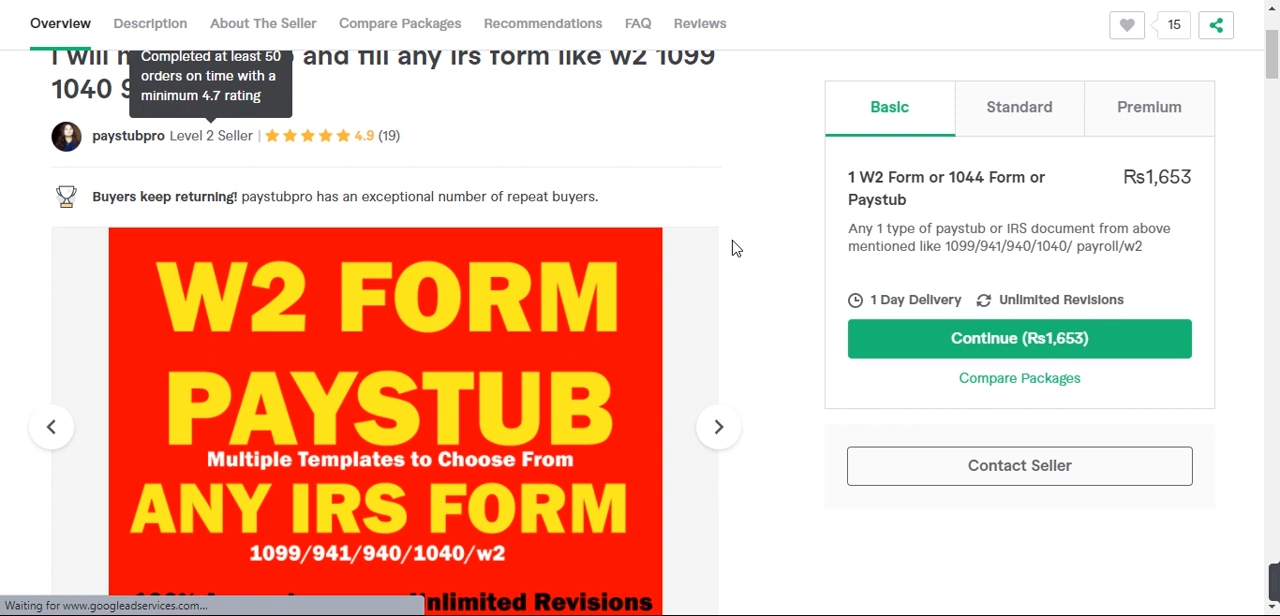 Overview Description About The Seller Compare Packages Recommendations FAQ Reviews 15
I will and fill any irs form like w2 1099
1040
Completed at least 50
orders on time with a
minimum 4.7 rating
paystubpro Level 2 Seller | 4.9 (19)
Buyers keep returning! paystubpro has an exceptional number of repeat buyers.
W2 FORM
PAYSTUB
Multiple Templates to Choose From
ANY IRS FORM
1099/941/940/1040/w2
Unlimited Revisions
Basic Standard Premium
1 W2 Form or 1044 Form or
Paystub
Rs1,653
Any 1 type of paystub or IRS document from above
mentioned like 1099/941/940/1040/ payroll/w2
1 Day Delivery Unlimited Revisions
Continue (Rs1,653)
Compare Packages
Contact Seller
Waiting for www.googleadservices.com...